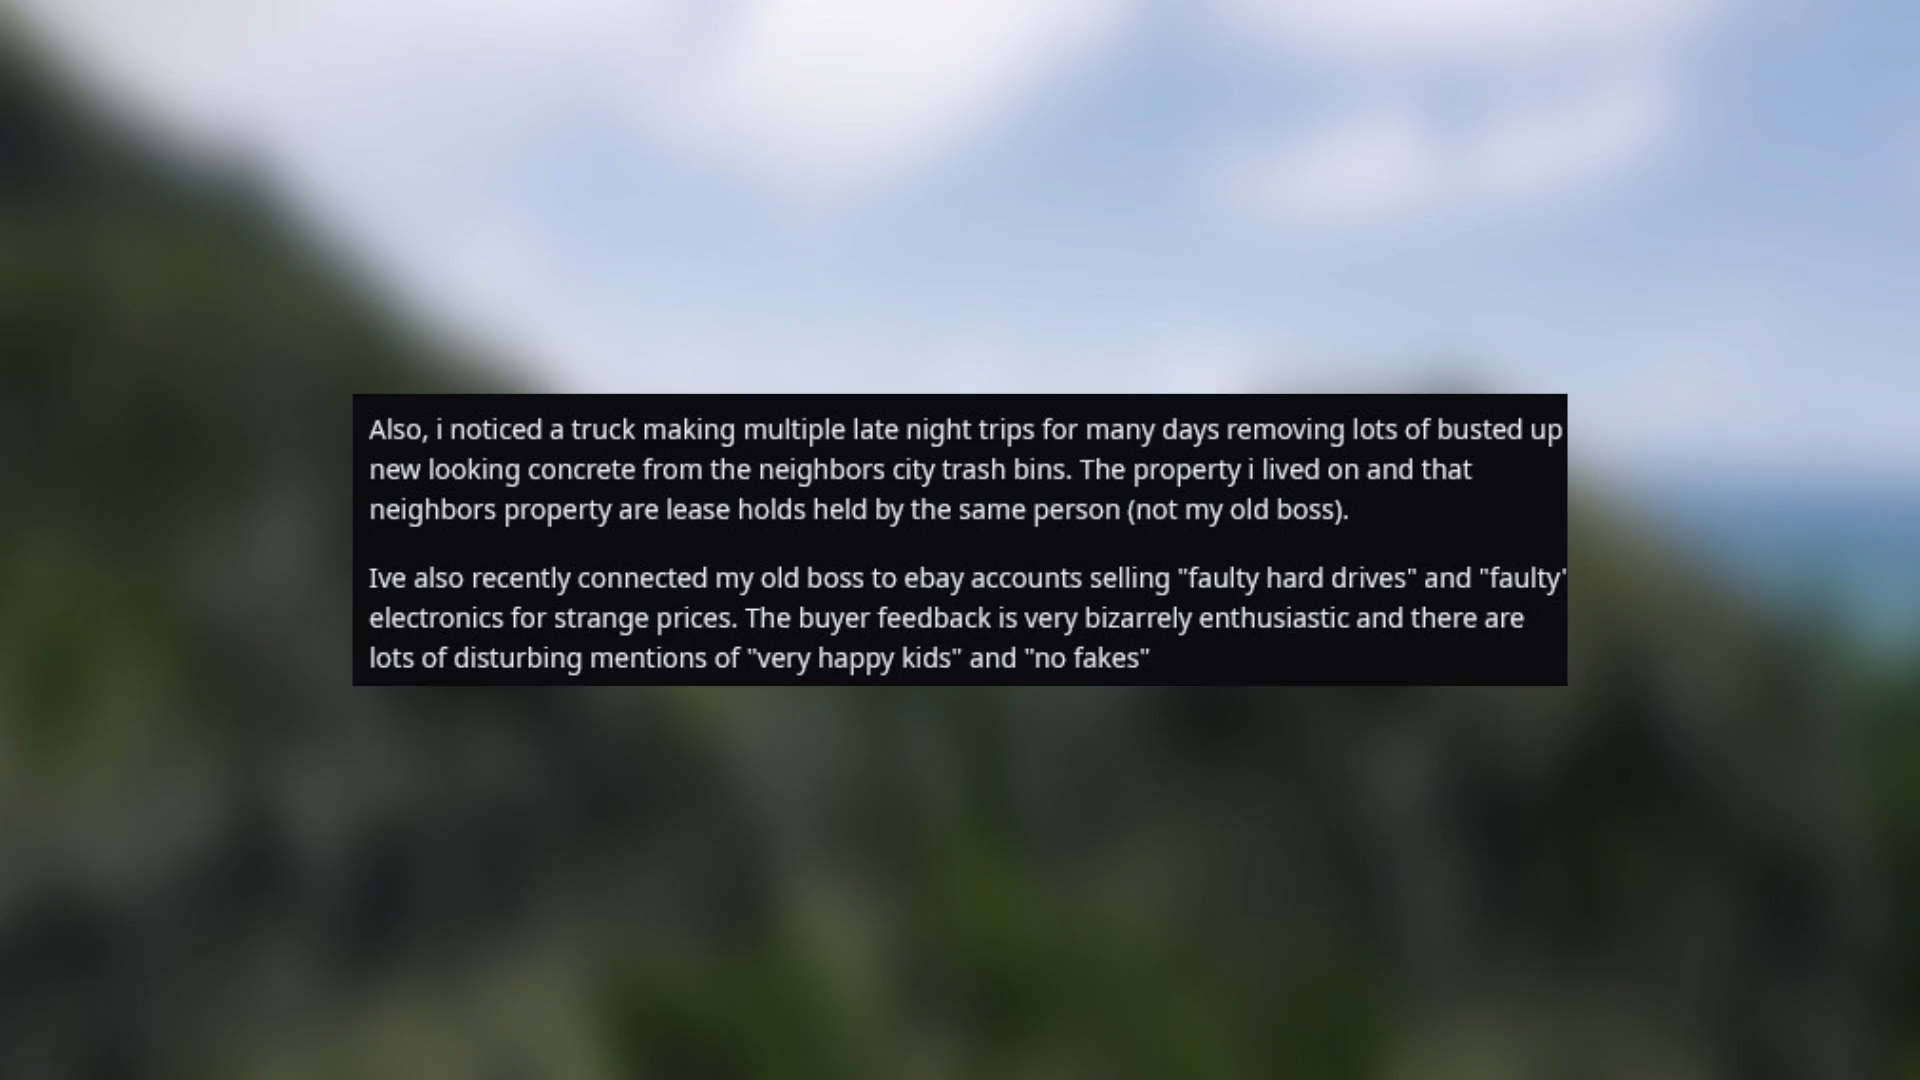 Also, i noticed a truck making multiple late night trips for many days removing lots of busted up
new looking concrete from the neighbors city trash bins. The property i lived on and that
neighbors property are lease holds held by the same person (not my old boss).
Ive also recently connected my old boss to ebay accounts selling "faulty hard drives" and "faulty'
electronics for strange prices. The buyer feedback is very bizarrely enthusiastic and there are
lots of disturbing mentions of "very happy kids" and "no fakes"